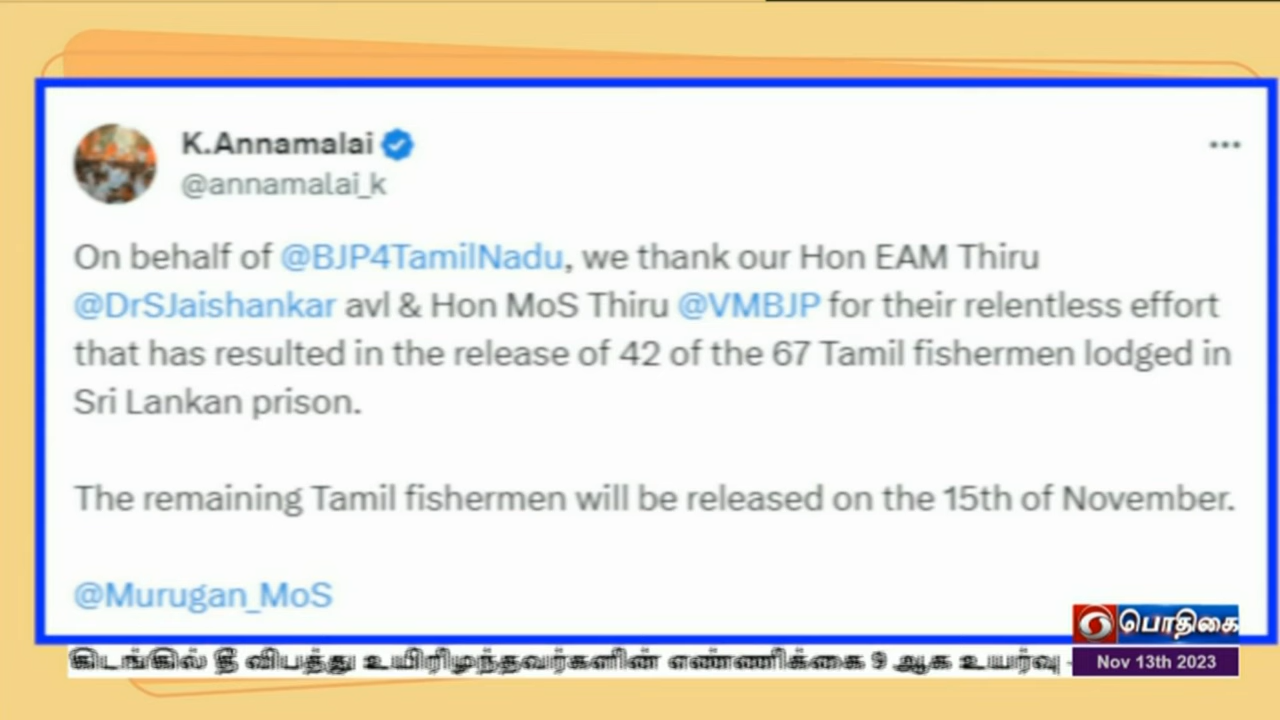 K.Annamalai
@annamalai_k
On behalf of @BJP4TamilNadu, we thank our Hon EAM Thiru
@DrSJaishankar avl & Hon MoS Thiru @VMBJP for their relentless effort
that has resulted in the release of 42 of the 67 Tamil fishermen lodged in
Sri Lankan prison.
The remaining Tamil fishermen will be released on the 15th of November.
@Murugan_MoS
பொதிகை
கிடங்கில் தீ விபத்து உயிரிழந்தவர்களின் எண்ணிக்கை 9 ஆக உயர்வு -
Nov 13th 2023